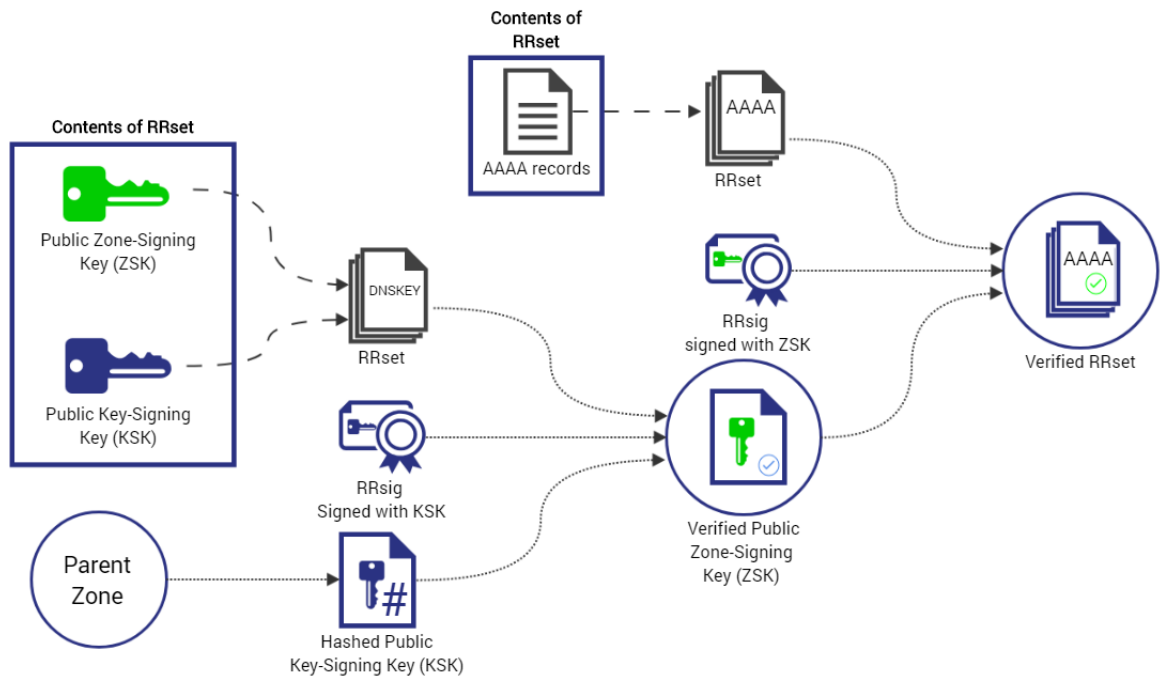 Contents of
RRset
AAAA records
AAAA
RRset
Contents of RRset
Public Zone-Signing
Key (ZSK)
Public Key-Signing
Key (KSK)
DNSKEY
RRset
RRsig
signed with ZSK
AAAA
Verified RRset
RRsig
Signed with KSK
Verified Public
Zone-Signing
Key (ZSK)
Parent
Zone
#
Hashed Public
Key-Signing Key (KSK)